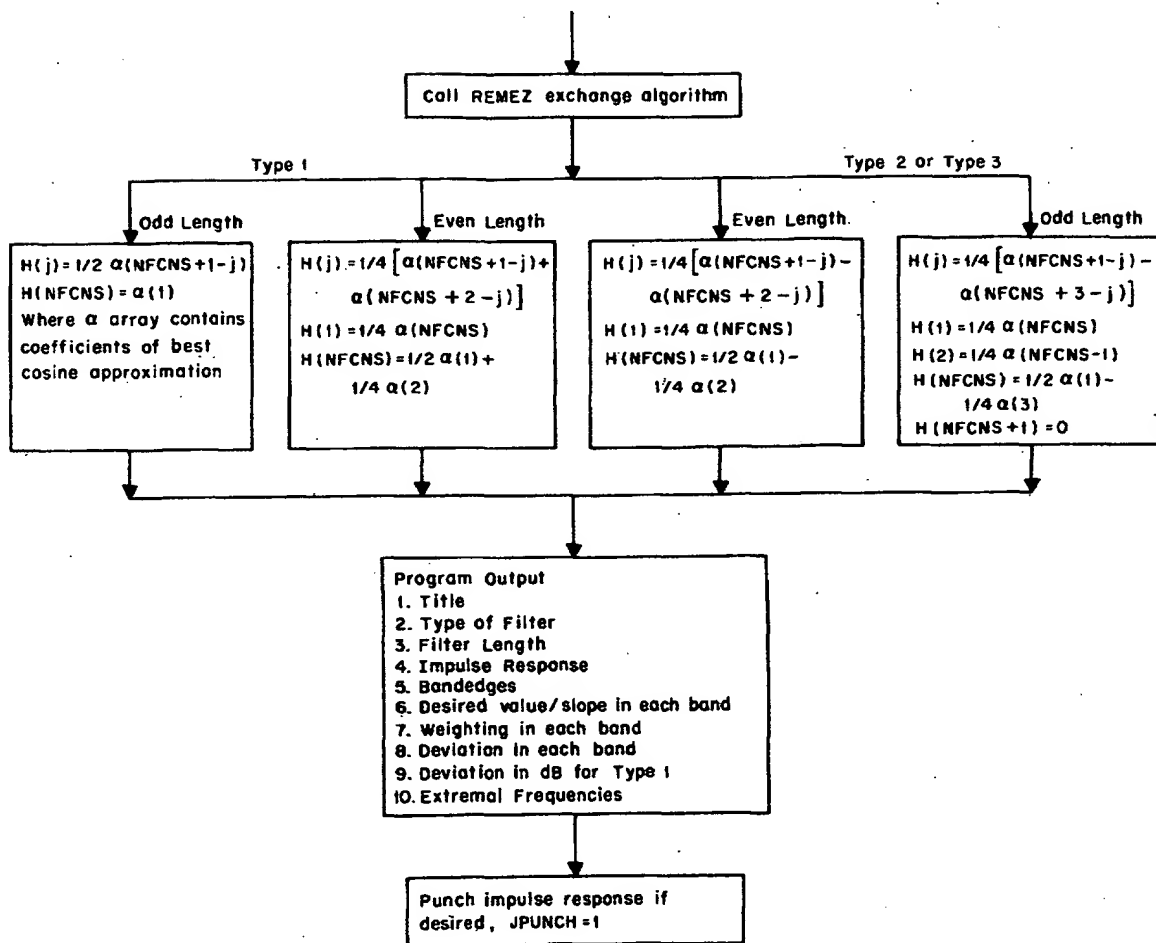 Call REMEZ exchange algorithm
Type 1
Type 2 or Type 3
Odd Length
H(j)=1/2 α(NFCNS+1-j)
H(NFCNS)=α(1)
Where α array contains
coefficients of best
cosine approximation
Even Length
H(j)=1/4[α(NFCNS+1-j)+
α(NFCNS+2-j)]
H(1)=1/4 α(NFCNS)
H(NFCNS)=1/2 α(1)+
1/4 α(2)
Even Length.
H(j)=1/4[α(NFCNS+1-j)-
α(NFCNS+2-j)]
H(1)=1/4 α(NFCNS)
H(NFCNS)=1/2 α(1)-
1/4 α(2)
Odd Length
H(j)=1/4[α(NFCNS+1-j)-
α(NFCNS+3-j)]
H(1)=1/4 α(NFCNS)
H(2)=1/4 α(NFCNS-1)
H(NFCNS)=1/2 α(1)-
1/4 α(3)
H(NFCNS+1)=0
Program Output
1. Title
2. Type of Filter
3. Filter Length
4. Impulse Response
5. Bandedges
6. Desired value/slope in each band
7. Weighting in each band
8. Deviation in each band
9. Deviation in dB for Type 1
10. Extremal Frequencies
Punch impulse response if
desired, JPUNCH=1